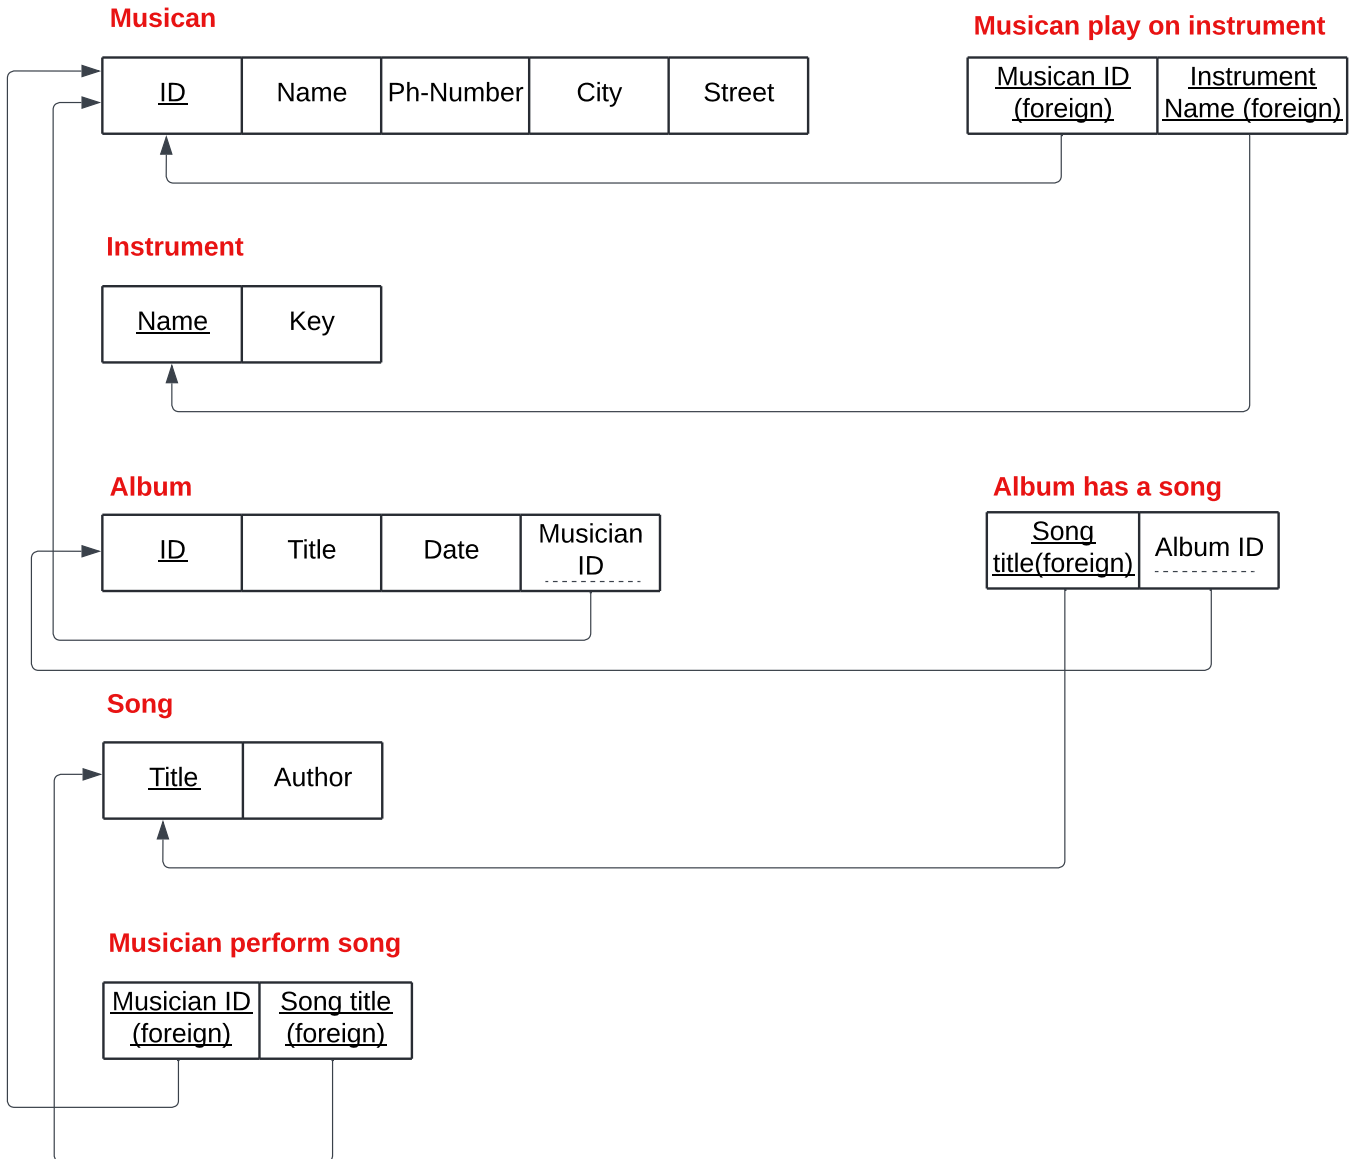 Musican
ID
Name
Ph-Number
City
Street
Musican play on instrument
Musican ID
(foreign)
Instrument
Name (foreign)
Instrument
Name
Key
Album
ID
Title
Date
Musician
ID
Album has a song
Song
title(foreign)
Album ID
Song
Title
Author
Musician perform song
Musician ID
(foreign)
Song title
(foreign)